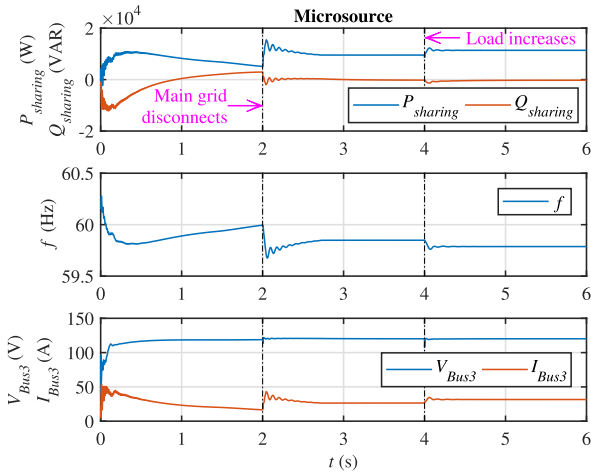 Microsource
×10⁴
P_sharing (W)
Q_sharing (VAR)
2
0
-2
Load increases
Main grid
disconnects
P_sharing Q_sharing
0 1 2 3 4 5 6
f (Hz)
60.5
60
59.5
f
0 1 2 3 4 5 6
V_Bus3 (V)
I_Bus3 (A)
150
100
50
0
V_Bus3 I_Bus3
0 1 2 3 4 5 6
t (s)